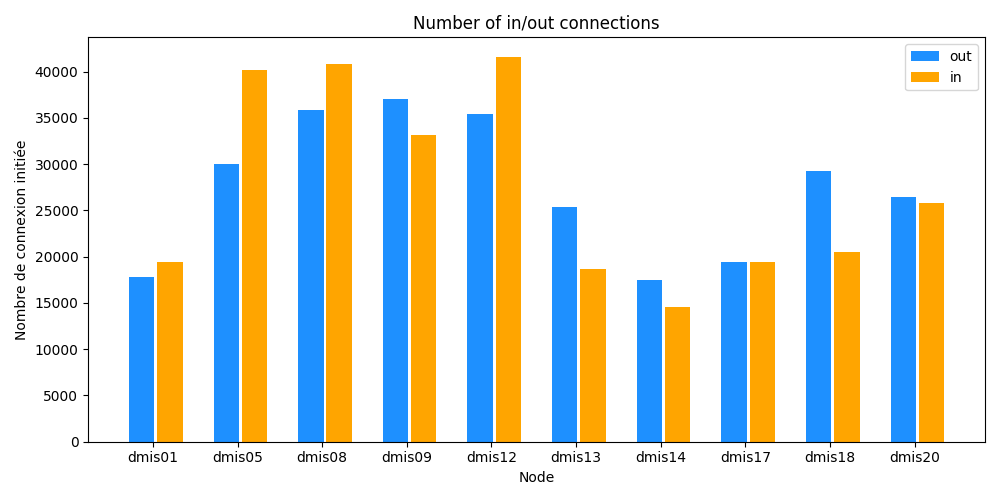 Number of in/out connections
out
in
Nombre de connexion initiée
40000
35000
30000
25000
20000
15000
10000
5000
0
dmis01 dmis05 dmis08 dmis09 dmis12 dmis13 dmis14 dmis17 dmis18 dmis20
Node